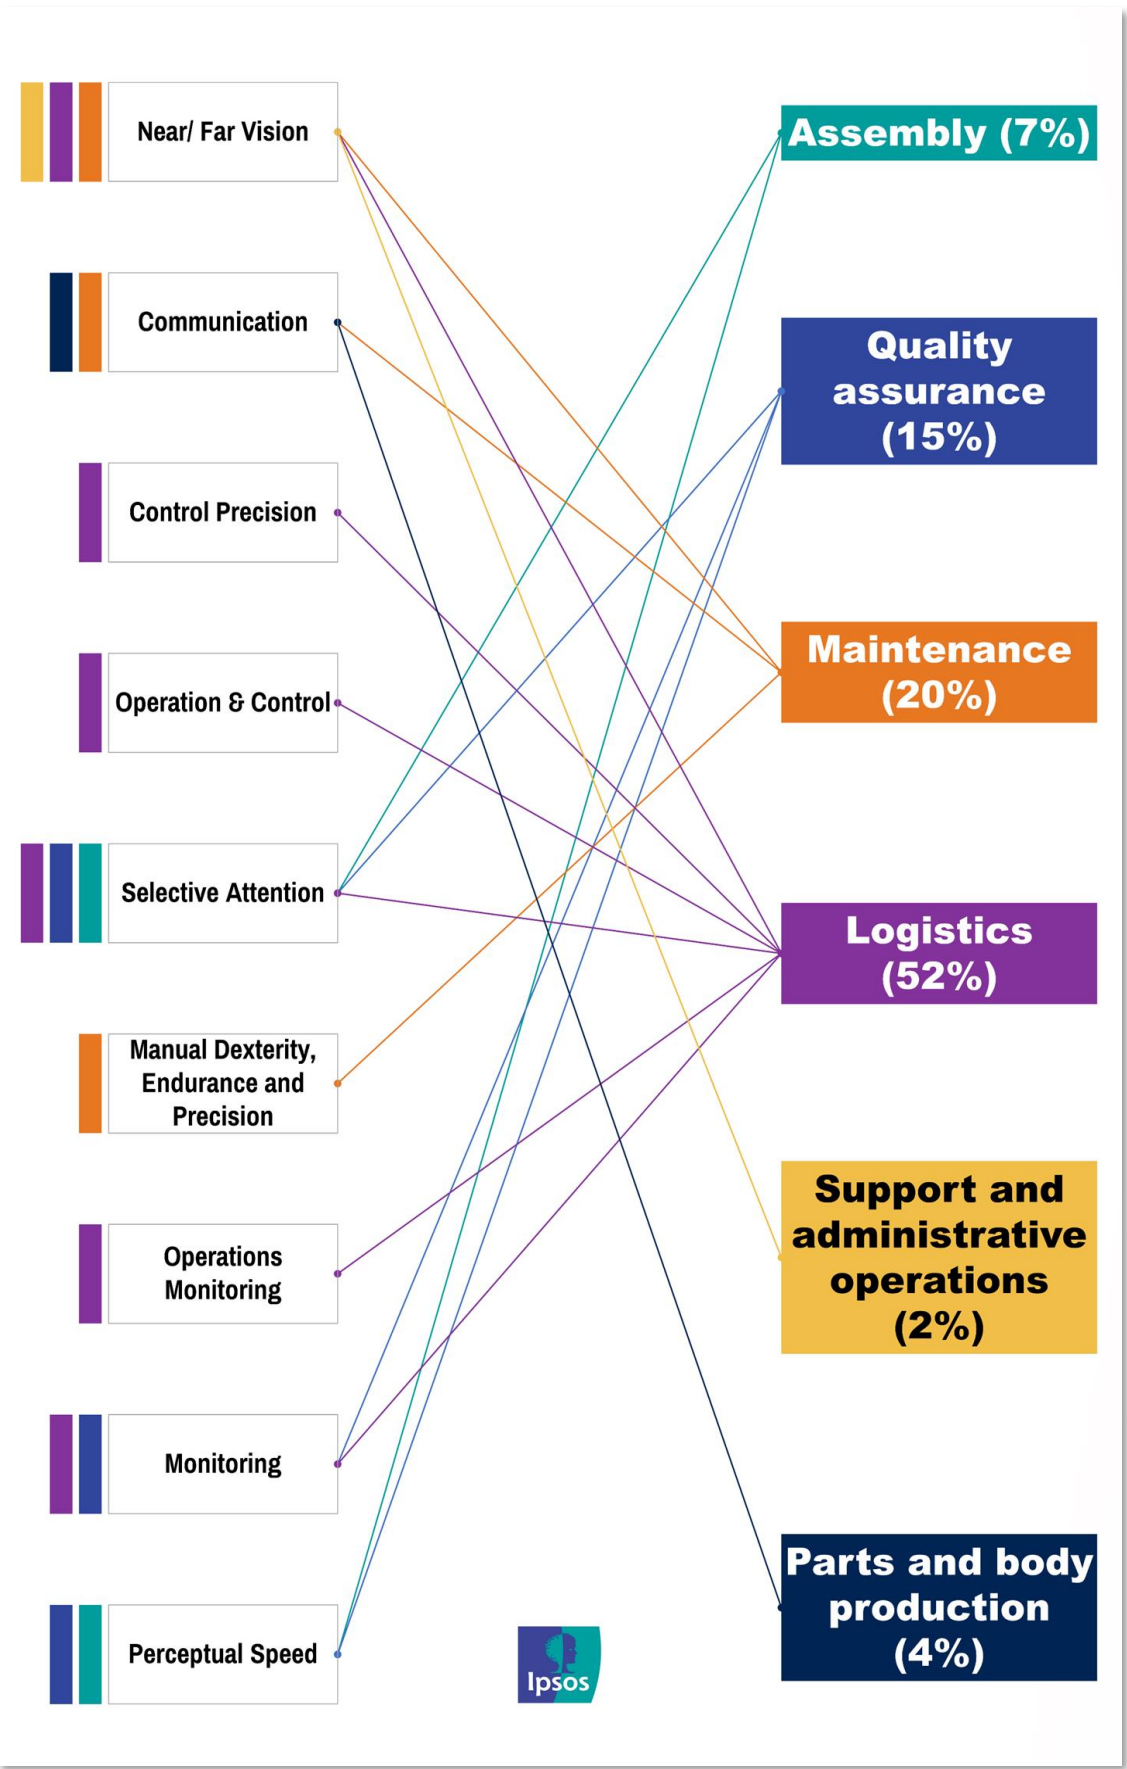 Near/ Far Vision
Communication
Control Precision
Operation & Control
Selective Attention
Manual Dexterity,
Endurance and
Precision
Operations
Monitoring
Monitoring
Perceptual Speed
Assembly (7%)
Quality
assurance
(15%)
Maintenance
(20%)
Logistics
(52%)
Support and
administrative
operations
(2%)
Parts and body
production
(4%)
Ipsos